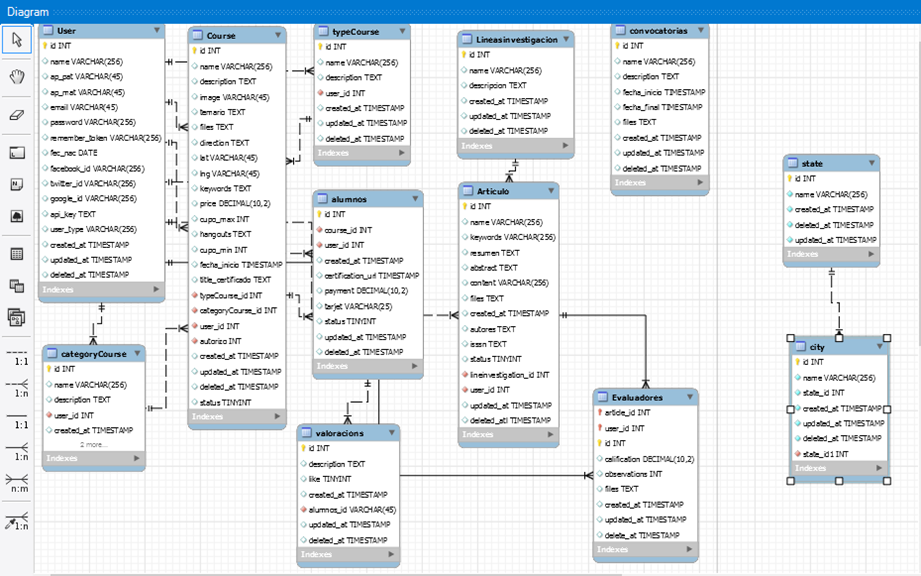 Diagram
User
id INT
name VARCHAR(256)
ap_pat VARCHAR(45)
ap_mat VARCHAR(45)
email VARCHAR(45)
password VARCHAR(256)
remember_token VARCHAR(256)
fec_nac DATE
facebook_id VARCHAR(256)
twitter_id VARCHAR(256)
google_id VARCHAR(256)
api_key TEXT
user_type VARCHAR(256)
created_at TIMESTAMP
updated_at TIMESTAMP
deleted_at TIMESTAMP
Indexes
Course
id INT
name VARCHAR(256)
description TEXT
image VARCHAR(45)
temario TEXT
files TEXT
direction TEXT
lat VARCHAR(45)
lng VARCHAR(45)
keywords TEXT
price DECIMAL(10,2)
cupo_max INT
hangouts TEXT
cupo_min INT
fecha_inicio TIMESTAMP
title_certificado TEXT
typeCourse_id INT
categoryCourse_id INT
user_id INT
autorizo INT
created_at TIMESTAMP
updated_at TIMESTAMP
deleted_at TIMESTAMP
status TINYINT
Indexes
typeCourse
id INT
name VARCHAR(256)
description TEXT
user_id INT
created_at TIMESTAMP
updated_at TIMESTAMP
deleted_at TIMESTAMP
Indexes
Lineasinvestigacion
id INT
name VARCHAR(256)
descripcion TEXT
created_at TIMESTAMP
updated_at TIMESTAMP
deleted_at TIMESTAMP
Indexes
convocatorias
id INT
name VARCHAR(256)
description TEXT
fecha_inicio TIMESTAMP
fecha_final TIMESTAMP
files TEXT
created_at TIMESTAMP
updated_at TIMESTAMP
deleted_at TIMESTAMP
Indexes
state
id INT
name VARCHAR(256)
created_at TIMESTAMP
deleted_at TIMESTAMP
updated_at TIMESTAMP
Indexes
alumnos
id INT
course_id INT
user_id INT
created_at TIMESTAMP
certification_url TIMESTAMP
payment DECIMAL(10,2)
tarjet VARCHAR(25)
status TINYINT
updated_at TIMESTAMP
deleted_at TIMESTAMP
Indexes
Articulo
id INT
name VARCHAR(256)
keywords VARCHAR(256)
resumen TEXT
abstract TEXT
content VARCHAR(256)
files TEXT
created_at TIMESTAMP
autores TEXT
isssn TEXT
status TINYINT
lineinvestigation_id INT
user_id INT
updated_at TIMESTAMP
deleted_atl TIMESTAMP
Indexes
categoryCourse
id INT
name VARCHAR(256)
description TEXT
user_id INT
created_at TIMESTAMP
2 more...
Indexes
valoracions
id INT
description TEXT
like TINYINT
created_at TIMESTAMP
alumnos_id VARCHAR(45)
updated_at TIMESTAMP
deleted_at TIMESTAMP
Indexes
Evaluadores
article_id INT
user_id INT
id INT
calification DECIMAL(10,2)
observations INT
files TEXT
created_at TIMESTAMP
updated_at TIMESTAMP
delete_at TIMESTAMP
Indexes
city
id INT
name VARCHAR(256)
state_id INT
created_at TIMESTAMP
updated_at TIMESTAMP
deleted_at TIMESTAMP
state_id1 INT
Indexes
1:1
1:n
1:1
1:n
n:m
1:n